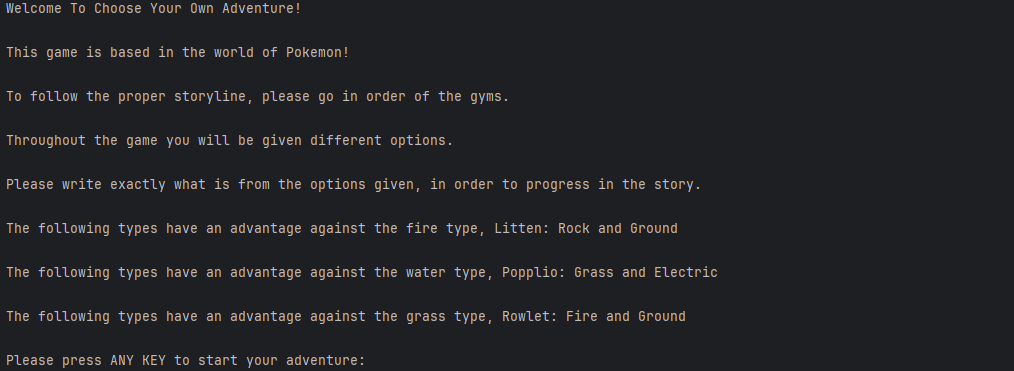 Welcome To Choose Your Own Adventure!
This game is based in the world of Pokemon!
To follow the proper storyline, please go in order of the gyms.
Throughout the game you will be given different options.
Please write exactly what is from the options given, in order to progress in the story.
The following types have an advantage against the fire type, Litten: Rock and Ground
The following types have an advantage against the water type, Popplio: Grass and Electric
The following types have an advantage against the grass type, Rowlet: Fire and Ground
Please press ANY KEY to start your adventure: